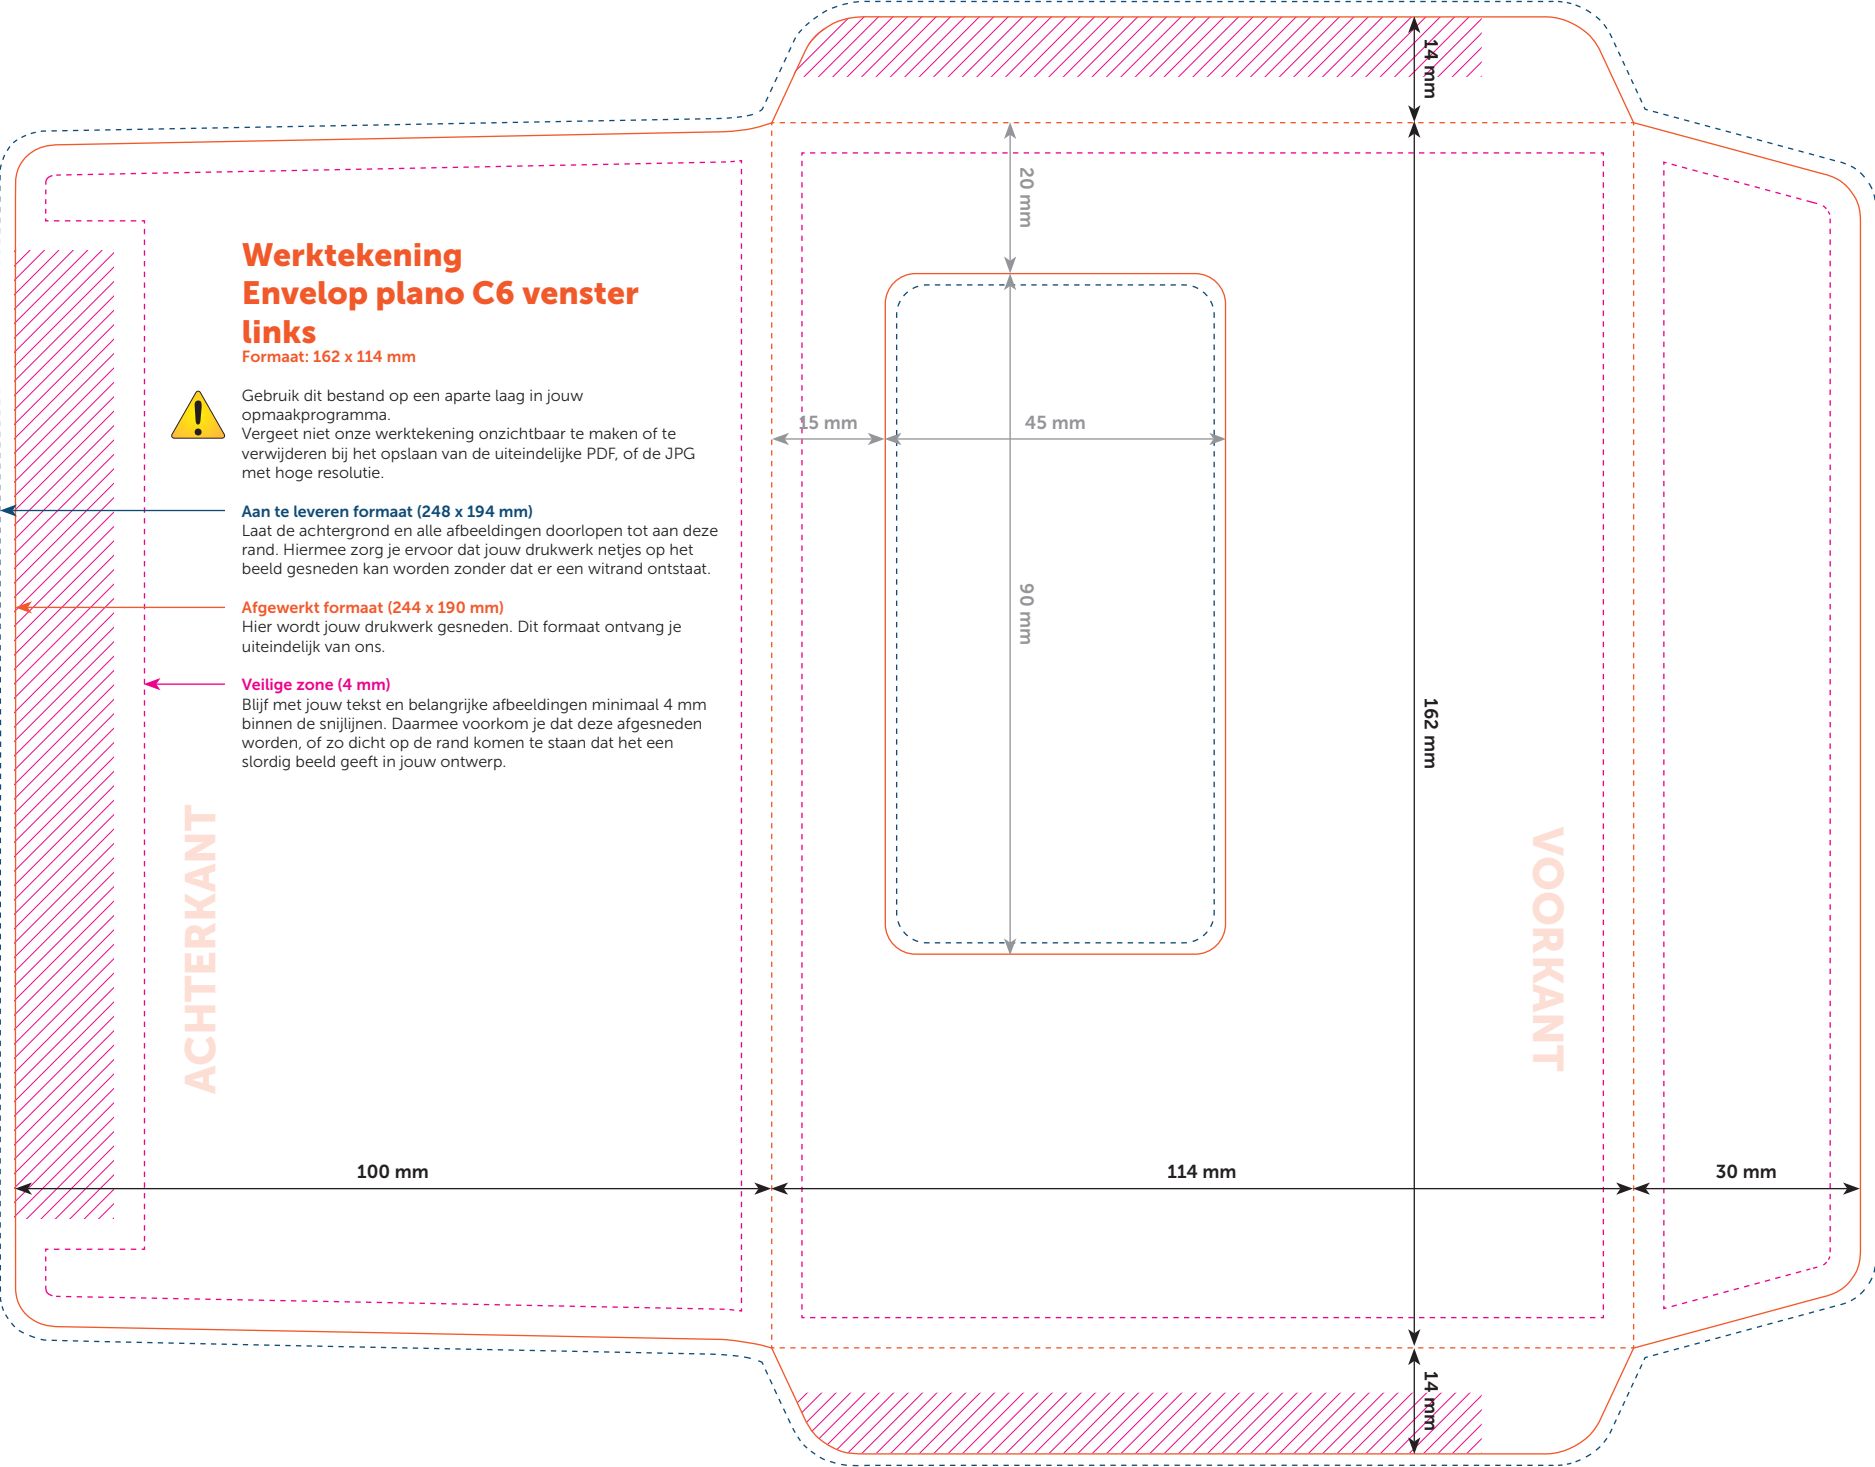 14 mm
20 mm
Werktekening
Envelop plano C6 venster
links
Formaat: 162 x 114 mm
Gebruik dit bestand op een aparte laag in jouw
opmaakprogramma.
Vergeet niet onze werktekening onzichtbaar te maken of te
verwijderen bij het opslaan van de uiteindelijke PDF, of de JPG
met hoge resolutie.
Aan te leveren formaat (248 x 194 mm)
Laat de achtergrond en alle afbeeldingen doorlopen tot aan deze
rand. Hiermee zorg je ervoor dat jouw drukwerk netjes op het
beeld gesneden kan worden zonder dat er een witrand ontstaat.
Afgewerkt formaat (244 x 190 mm)
Hier wordt jouw drukwerk gesneden. Dit formaat ontvang je
uiteindelijk van ons.
Veilige zone (4 mm)
Blijf met jouw tekst en belangrijke afbeeldingen minimaal 4 mm
binnen de snijlijnen. Daarmee voorkom je dat deze afgesneden
worden, of zo dicht op de rand komen te staan dat het een
slordig beeld geeft in jouw ontwerp.
15 mm
45 mm
90 mm
162 mm
ACHTERKANT
VOORKANT
100 mm
114 mm
30 mm
14 mm